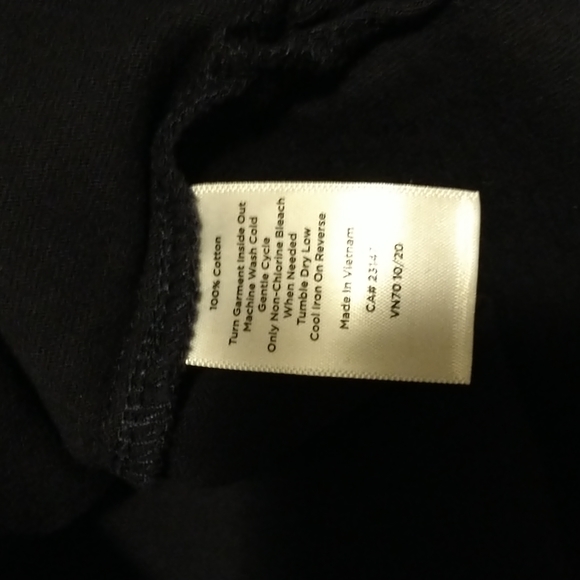 100% Cotton
Turn Garment Inside Out
Machine Wash Cold
Gentle Cycle
Only Non-Chlorine Bleach
When Needed
Tumble Dry Low
Cool Iron On Reverse
Made In Vietnam
CA#
VN70 10/20